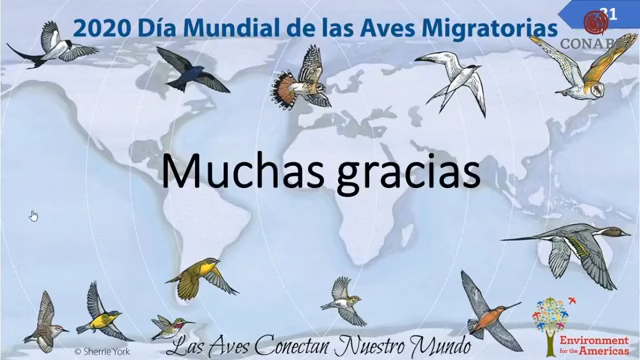 2020 Día Mundial de las Aves Migratorias
31
CONAB
Muchas gracias
© Sherrie York
Las Aves Conectan Nuestro Mundo
Environment
for the Americas